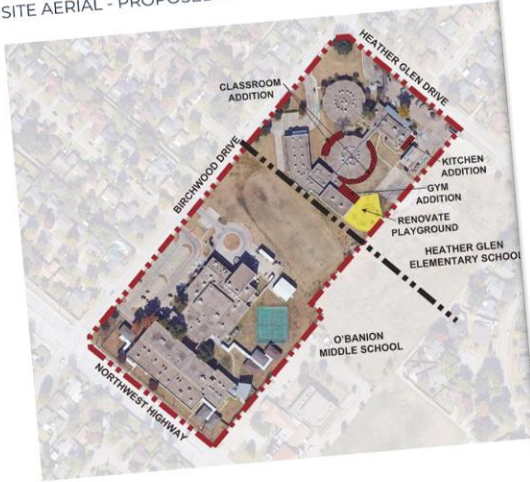 SITE AERIAL - PROPOSED
HEATHER GLEN DRIVE
CLASSROOM
ADDITION
BIRCHWOOD DRIVE
KITCHEN
ADDITION
GYM
ADDITION
RENOVATE
PLAYGROUND
HEATHER GLEN
ELEMENTARY SCHOOL
O'BANION
MIDDLE SCHOOL
NORTHWEST HIGHWAY